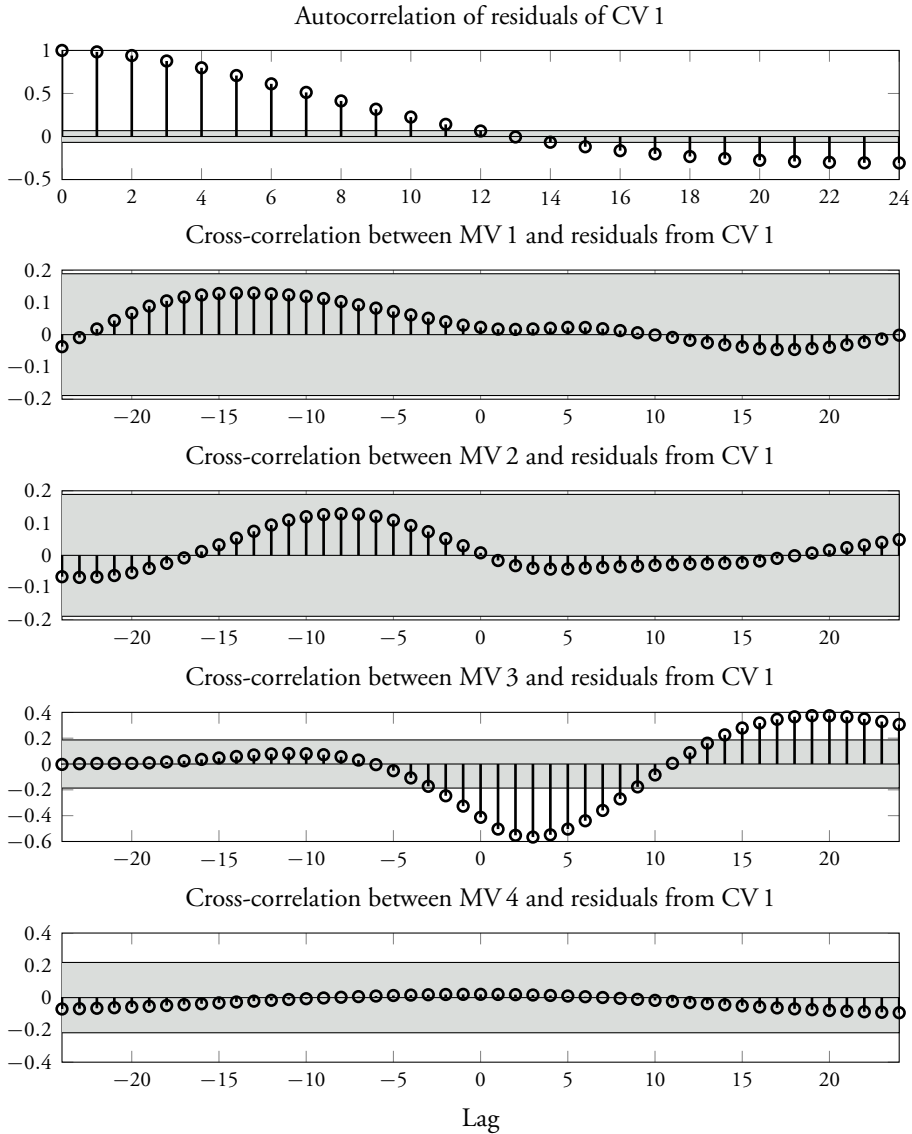 Autocorrelation of residuals of CV 1
1
0.5
0
−0.5
0 2 4 6 8 10 12 14 16 18 20 22 24
Cross-correlation between MV 1 and residuals from CV 1
0.2
0.1
0
−0.1
−0.2
−20 −15 −10 −5 0 5 10 15 20
Cross-correlation between MV 2 and residuals from CV 1
0.2
0.1
0
−0.1
−0.2
−20 −15 −10 −5 0 5 10 15 20
Cross-correlation between MV 3 and residuals from CV 1
0.4
0.2
0
−0.2
−0.4
−0.6
−20 −15 −10 −5 0 5 10 15 20
Cross-correlation between MV 4 and residuals from CV 1
0.4
0.2
0
−0.2
−0.4
−20 −15 −10 −5 0 5 10 15 20
Lag